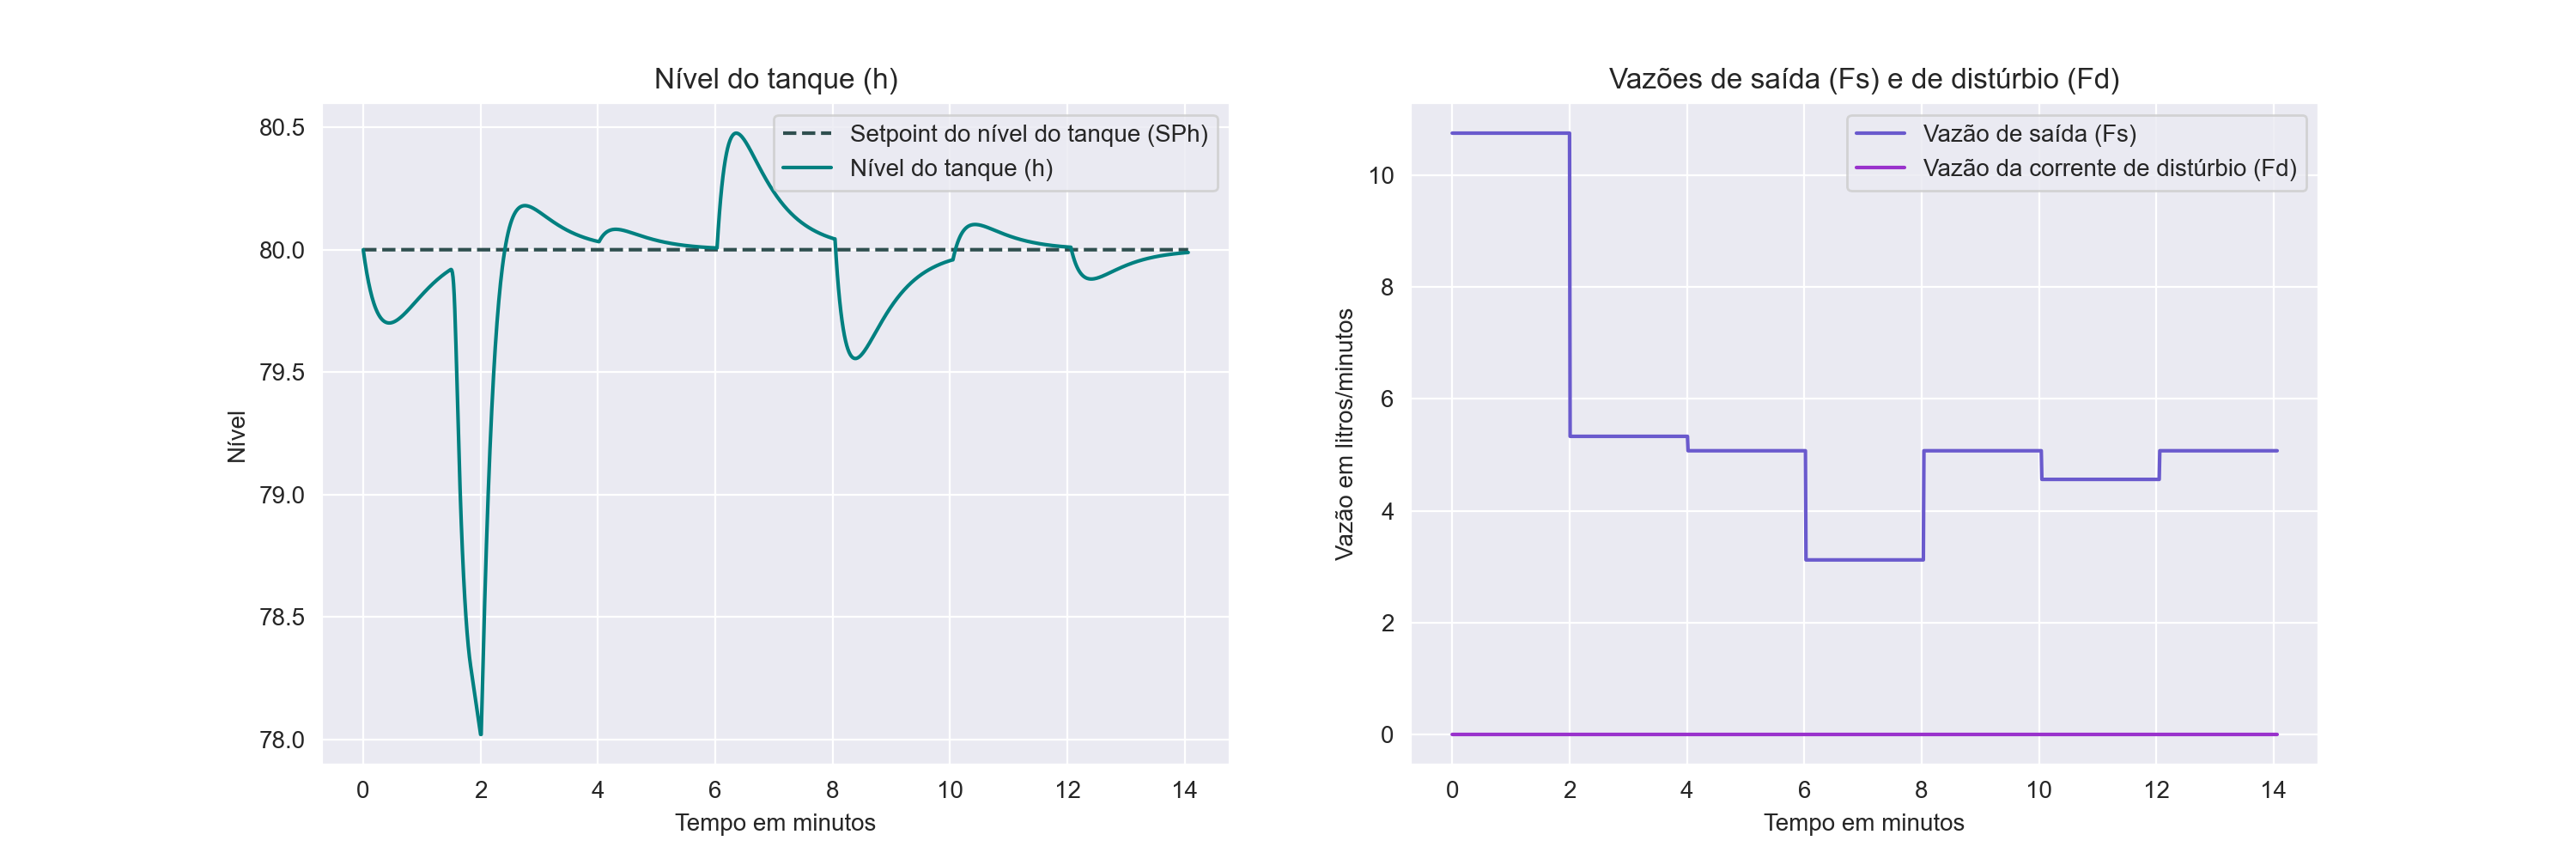 Nível do tanque (h)
Setpoint do nível do tanque (SPh)
Nível do tanque (h)
80.5
80.0
79.5
79.0
78.5
78.0
Nível
0 2 4 6 8 10 12 14
Tempo em minutos
Vazões de saída (Fs) e de distúrbio (Fd)
Vazão de saída (Fs)
Vazão da corrente de distúrbio (Fd)
10
8
6
4
2
0
Vazão em litros/minutos
0 2 4 6 8 10 12 14
Tempo em minutos